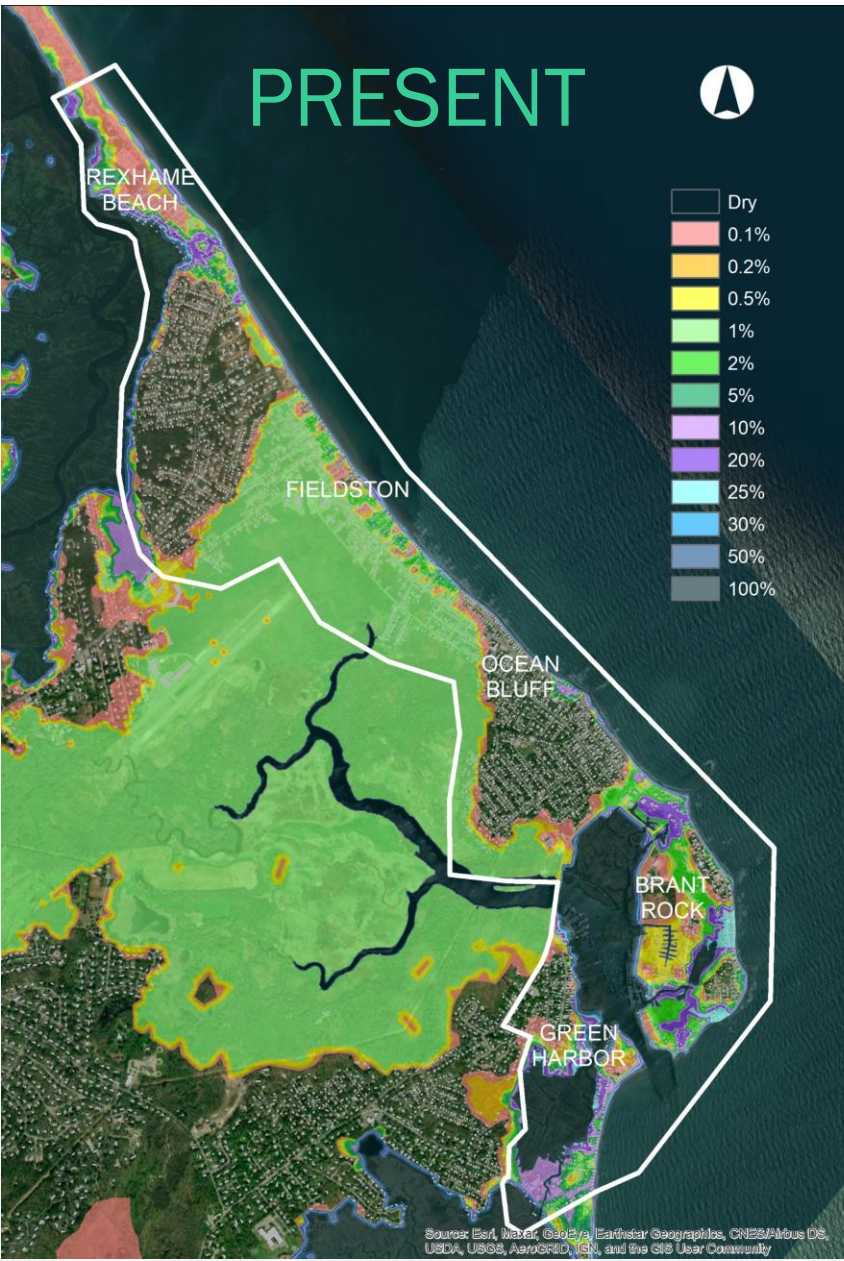 PRESENT
REXHAME
BEACH
Dry
0.1%
0.2%
0.5%
1%
2%
5%
10%
20%
25%
30%
50%
100%
FIELDSTON
OCEAN
BLUFF
BRANT
ROCK
GREEN
HARBOR
Source: Esri, Maxar, GeoEye, Earthstar Geographics, CNES/Airbus DS,
USDA, USGS, AeroGRID, IGN, and the GIS User Community